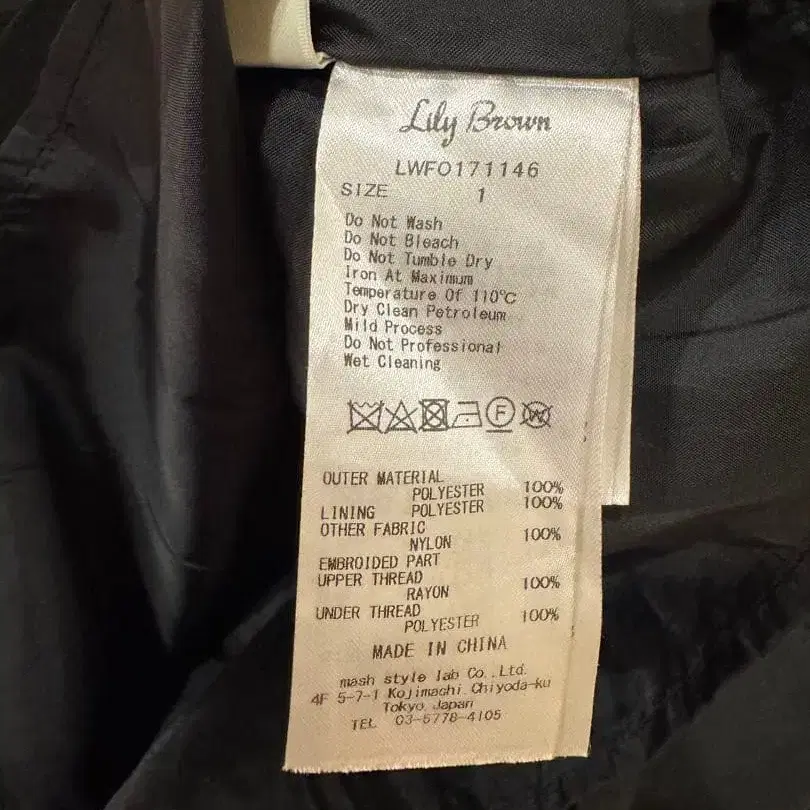 Lily Brown
LWFO171146
SIZE 1
Do Not Wash
Do Not Bleach
Do Not Tumble Dry
Iron At Maximum
Temperature Of 110℃
Dry Clean Petroleum
Mild Process
Do Not Professional
Wet Cleaning
F W
OUTER MATERIAL
POLYESTER 100%
LINING POLYESTER 100%
OTHER FABRIC
NYLON 100%
EMBROIDED PART
UPPER THREAD
RAYON 100%
UNDER THREAD
POLYESTER 100%
MADE IN CHINA
mash style lab Co.,Ltd.
4F 5-7-1 Kojimachi Chiyoda-ku
Tokyo Japan
TEL 03-5778-4105